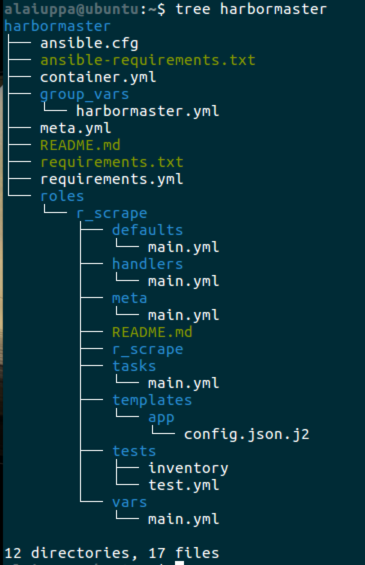 alaluppa@ubuntu:~$ tree harbormaster
harbormaster
├── ansible.cfg
├── ansible-requirements.txt
├── container.yml
├── group_vars
│   └── harbormaster.yml
├── meta.yml
├── README.md
├── requirements.txt
├── requirements.yml
└── roles
    └── r_scrape
        ├── defaults
        │   └── main.yml
        ├── handlers
        │   └── main.yml
        ├── meta
        │   └── main.yml
        ├── README.md
        ├── r_scrape
        ├── tasks
        │   └── main.yml
        ├── templates
        │   └── app
        │       └── config.json.j2
        ├── tests
        │   ├── inventory
        │   └── test.yml
        └── vars
            └── main.yml
12 directories, 17 files